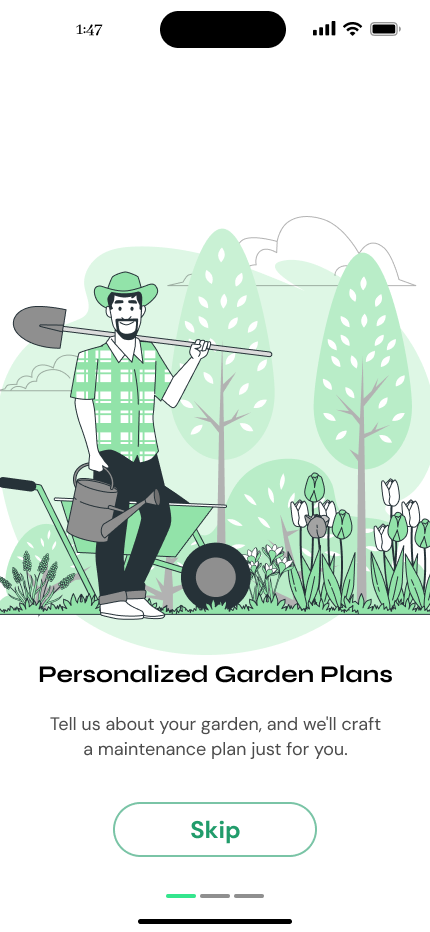 1:47
Personalized Garden Plans
Tell us about your garden, and we'll craft
a maintenance plan just for you.
Skip